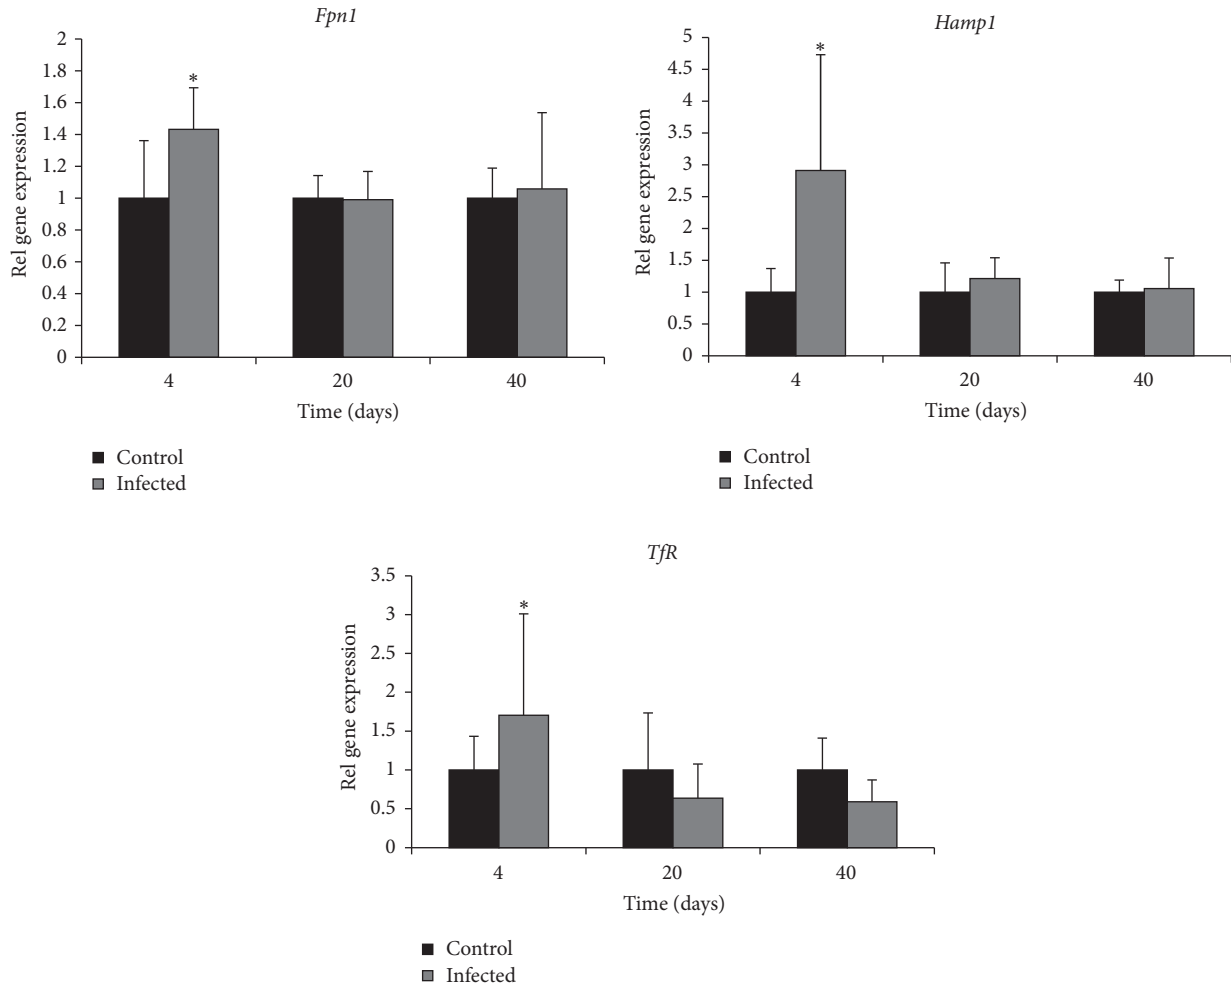 Fpn1
2
1.8
1.6
1.4
1.2
1
0.8
0.6
0.4
0.2
0
Rel gene expression
*
4 20 40
Time (days)
Control
Infected
Hamp1
5
4.5
4
3.5
3
2.5
2
1.5
1
0.5
0
Rel gene expression
*
4 20 40
Time (days)
Control
Infected
TfR
3.5
3
2.5
2
1.5
1
0.5
0
Rel gene expression
*
4 20 40
Time (days)
Control
Infected